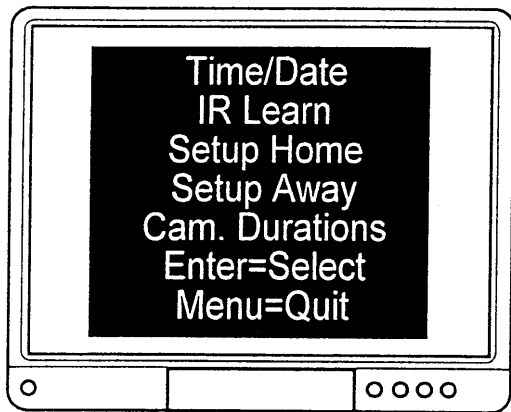 Time/Date
IR Learn
Setup Home
Setup Away
Cam. Durations
Enter=Select
Menu=Quit